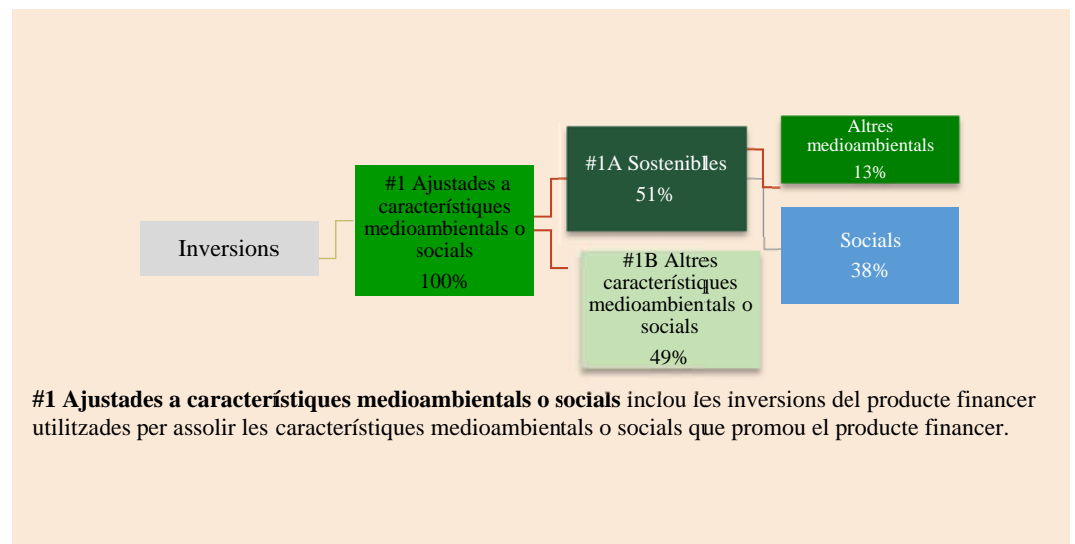 Inversions
#1 Ajustades a
característiques
medioambientals o
socials
100%
#1A Sostenibles
51%
#1B Altres
característiques
medioambientals o
socials
49%
Altres
medioambientals
13%
Socials
38%
#1 Ajustades a característiques medioambientals o socials inclou les inversions del producte financer
utilitzades per assolir les característiques medioambientals o socials que promou el producte financer.